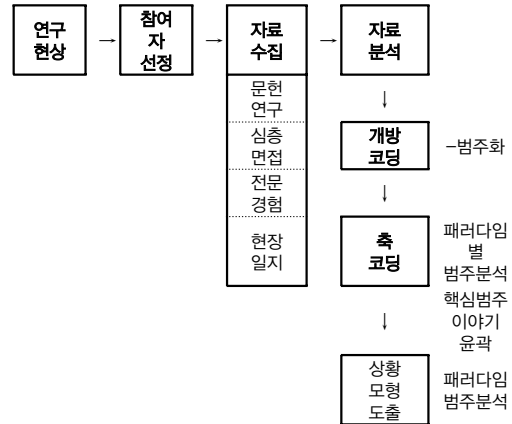 연구
현상
→
참여
자
선정
→
자료
수집
→
자료
분석
문헌
연구
심층
면접
전문
경험
현장
일지
↓
개방
코딩
-범주화
↓
축
코딩
패러다임
별
범주분석
핵심범주
이야기
윤곽
↓
상황
모형
도출
패러다임
범주분석